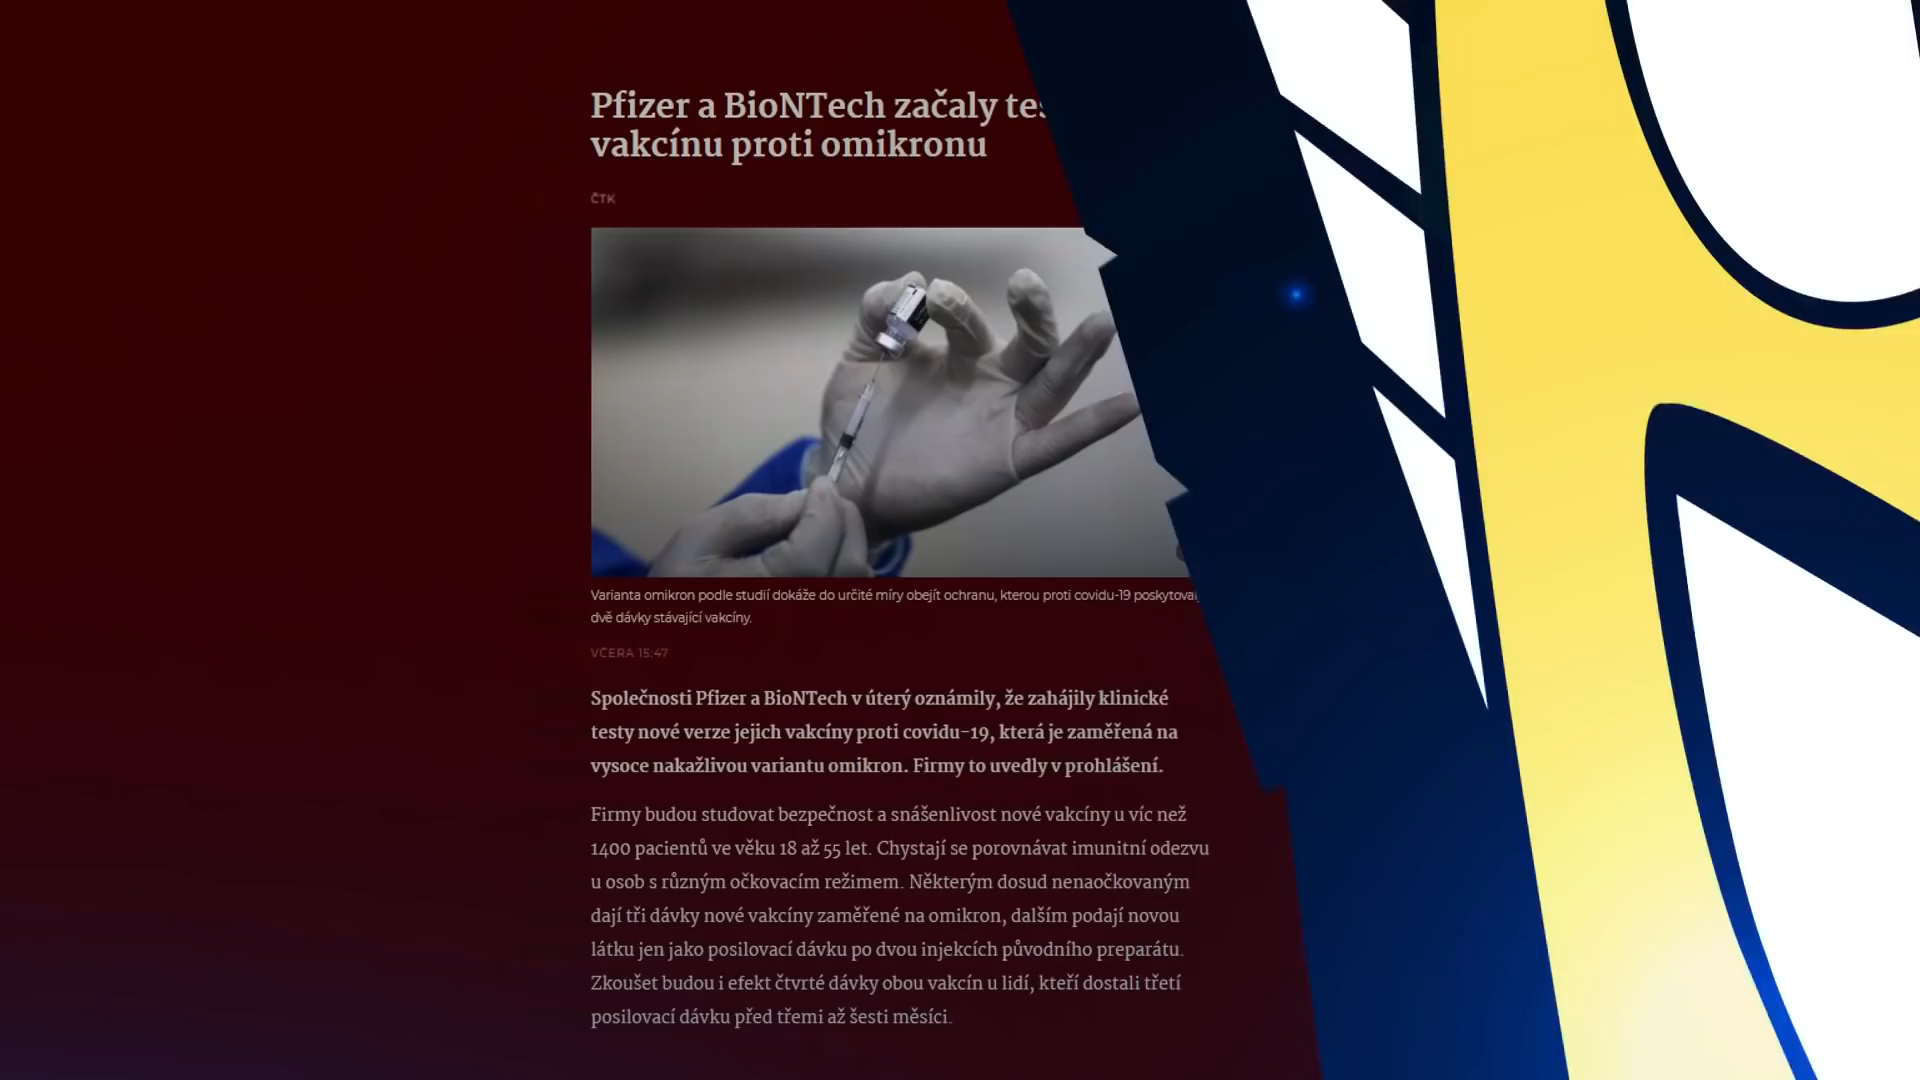 Pfizer a BioNTech začaly
vakcínu proti omikronu
ČTK
Varianta omikron podle studií dokáže do určité míry obejít ochranu, kterou proti covidu-19
dvě dávky stávající vakcíny.
VČERA 15:47
Společnosti Pfizer a BioNTech v úterý oznámily, že zahájily klinické
testy nové verze jejich vakcíny proti covidu-19, která je zaměřená na
vysoce nakažlivou variantu omikron. Firmy to uvedly v prohlášení.
Firmy budou studovat bezpečnost a snášenlivost nové vakcíny u víc než
1400 pacientů ve věku 18 až 55 let. Chystají se porovnávat imunitní odezvu
u osob s různým očkovacím režimem. Některým dosud nenaočkovaným
dají tři dávky nové vakcíny zaměřené na omikron, dalším podají novou
látku jen jako posilovací dávku po dvou injekcích původního preparátu.
Zkoušet budou i efekt čtvrté dávky obou vakcín u lidí, kteří dostali třetí
posilovací dávku před třemi až šesti měsíci.